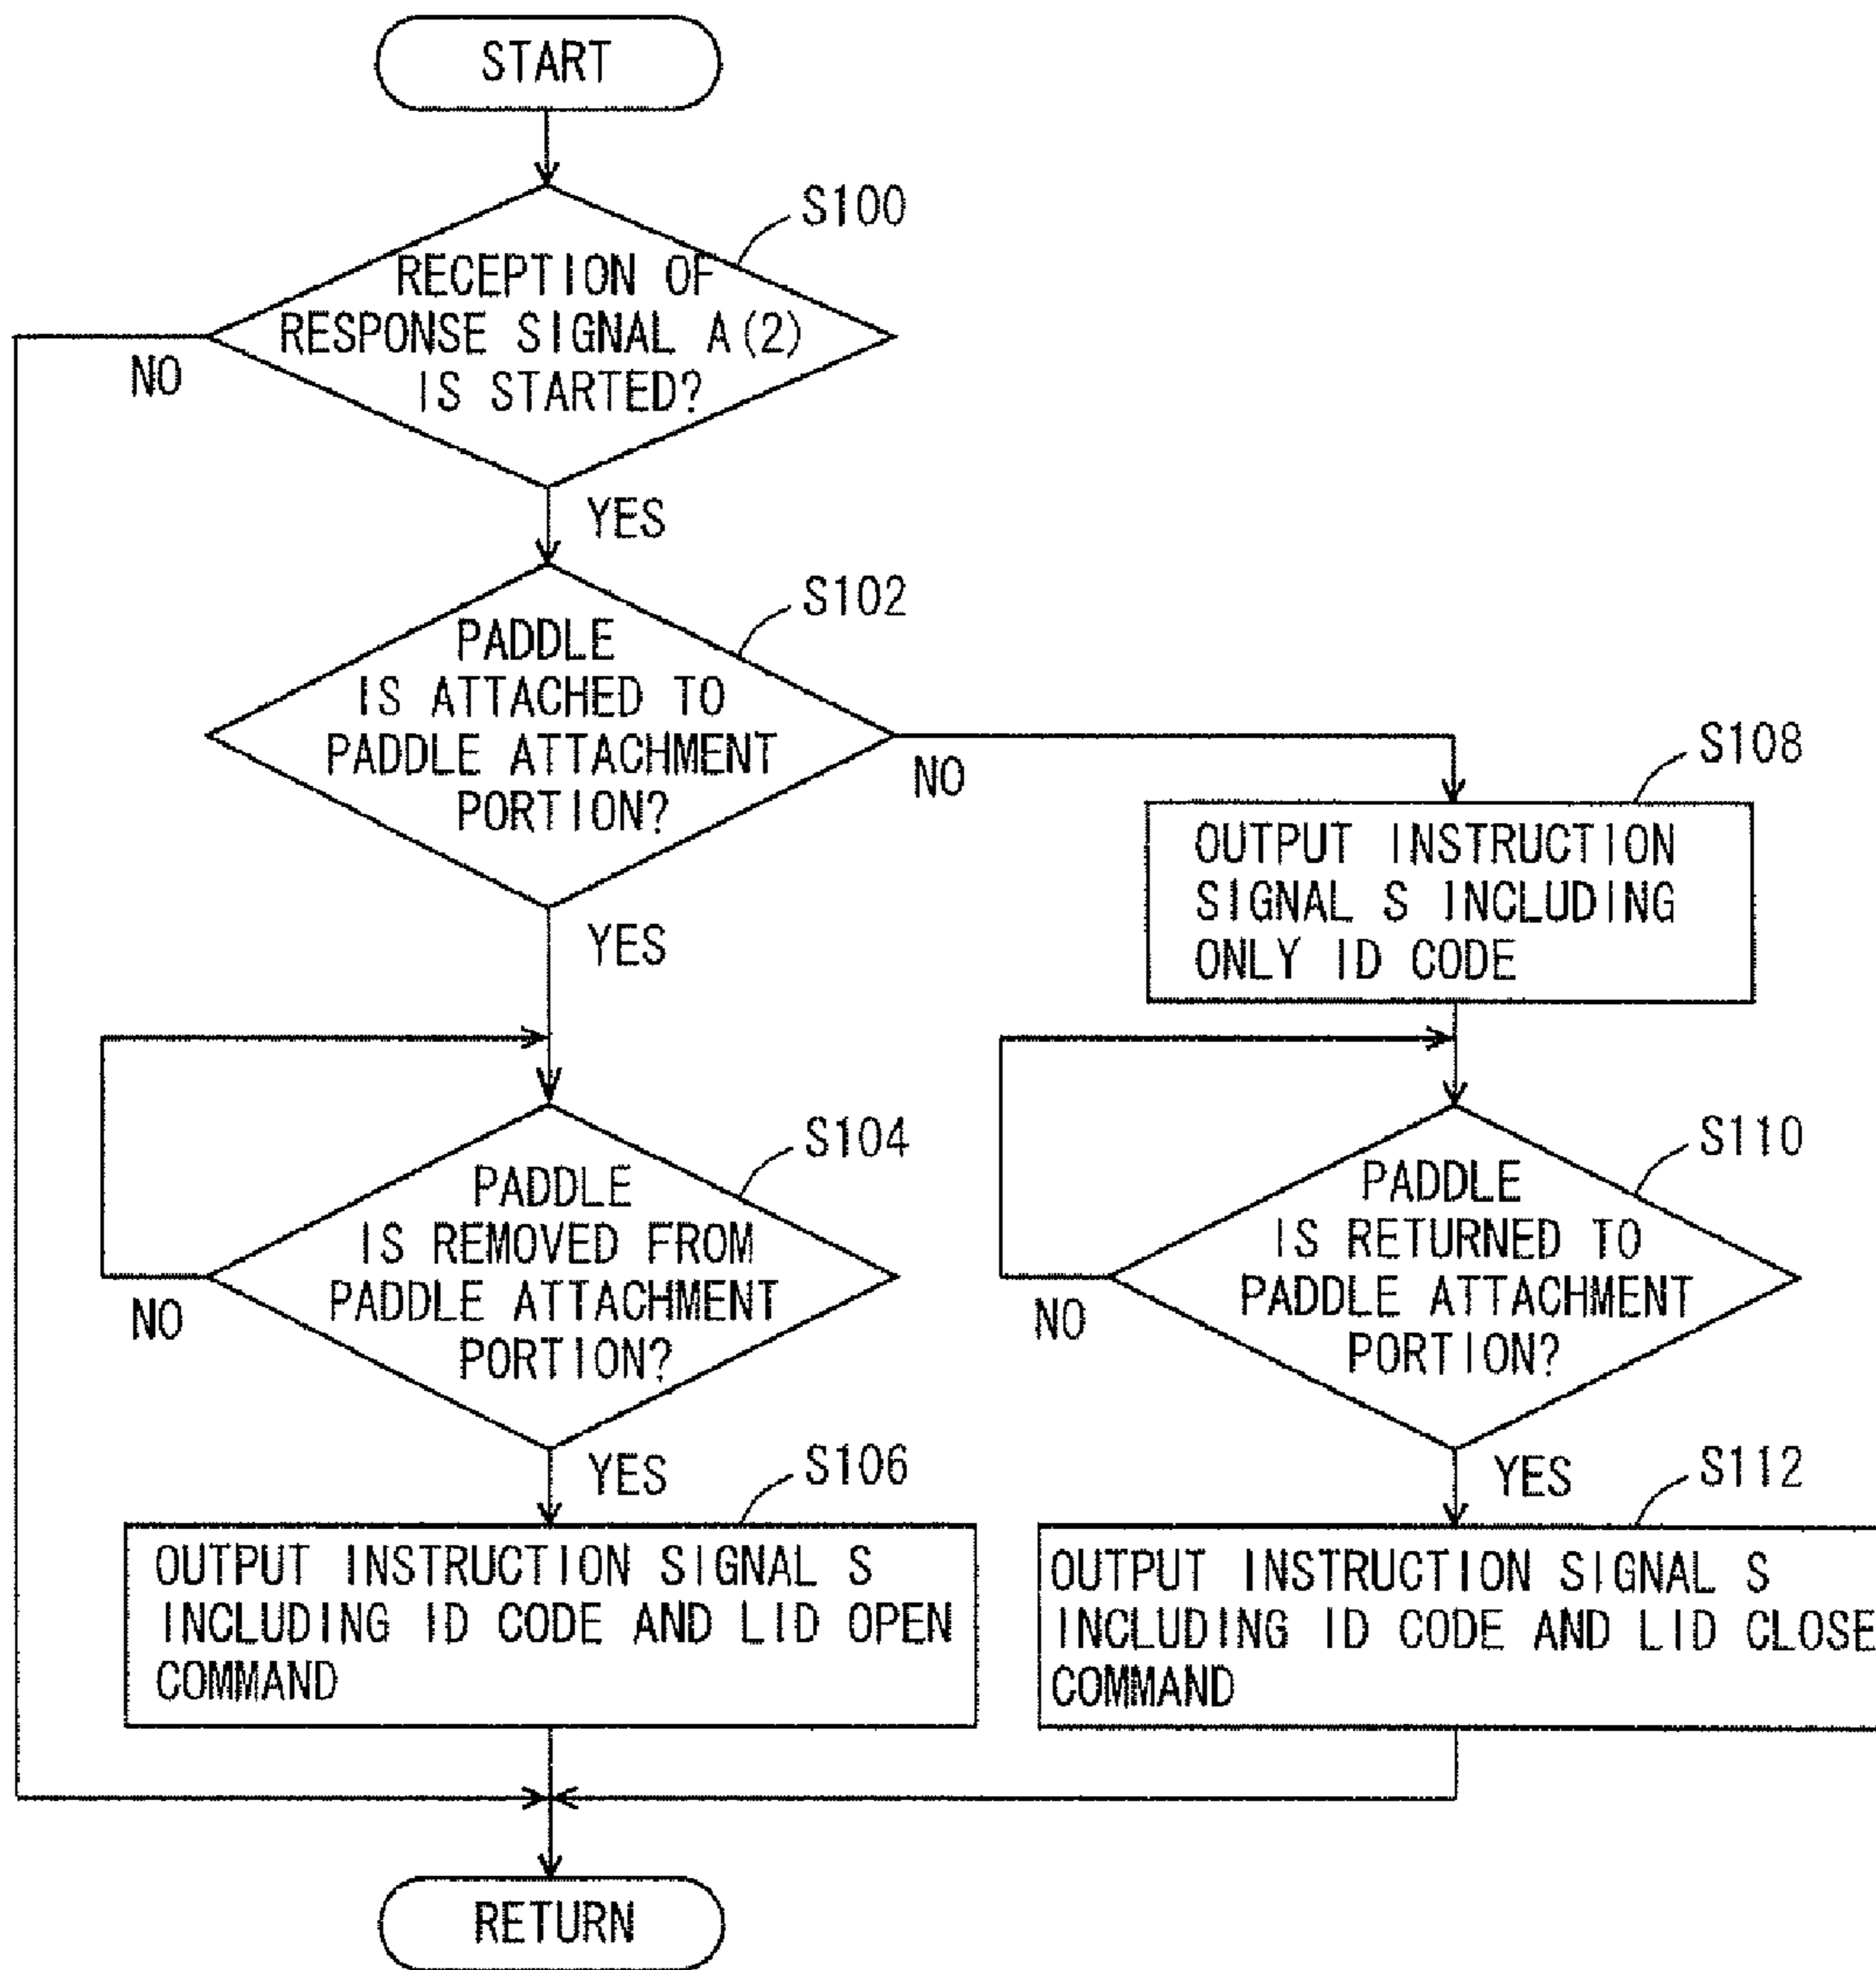 START
S100
RECEPTION OF
RESPONSE SIGNAL A(2)
IS STARTED?
NO
YES
S102
PADDLE
IS ATTACHED TO
PADDLE ATTACHMENT
PORTION?
NO
YES
S108
OUTPUT INSTRUCTION
SIGNAL S INCLUDING
ONLY ID CODE
S104
PADDLE
IS REMOVED FROM
PADDLE ATTACHMENT
PORTION?
NO
YES
S110
PADDLE
IS RETURNED TO
PADDLE ATTACHMENT
PORTION?
NO
YES
S106
OUTPUT INSTRUCTION SIGNAL S
INCLUDING ID CODE AND LID OPEN
COMMAND
S112
OUTPUT INSTRUCTION SIGNAL S
INCLUDING ID CODE AND LID CLOSE
COMMAND
RETURN